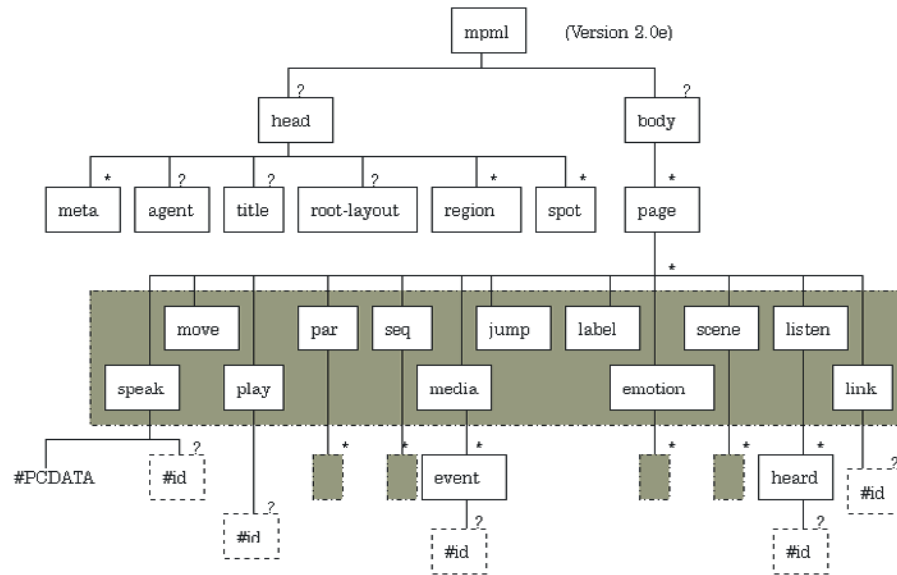 mpml (Version 2.0e)
? ?
head body
* ? ? ? * * *
meta agent title root-layout region spot page
*
move par seq jump label scene listen
speak play media emotion link
? * * * * * * ?
#PCDATA #id event heard #id
? ? ?
#id #id #id